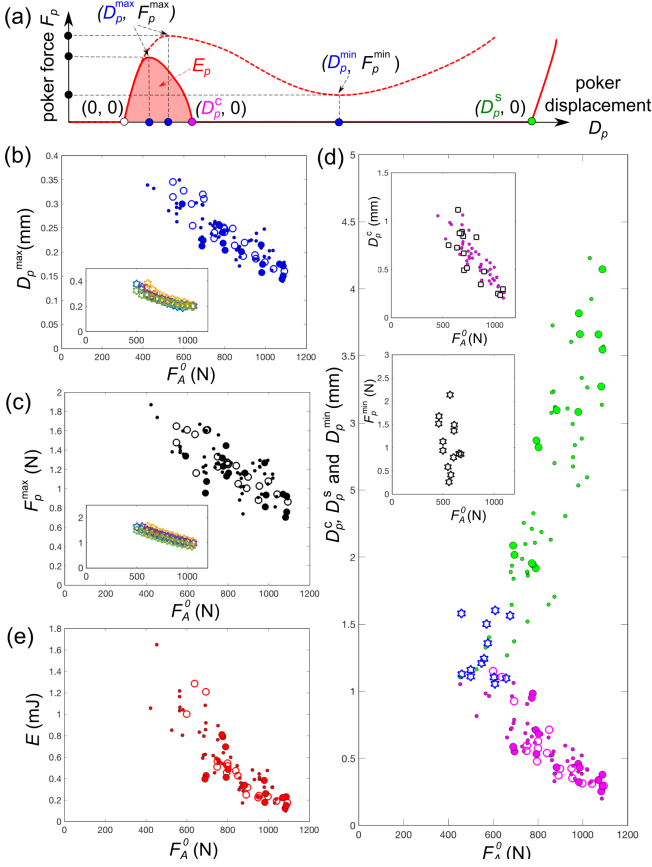 (a)
poker force F_p
(D_p^max, F_p^max)
E_p
(0, 0)
(D_p^c, 0)
(D_p^min, F_p^min)
(D_p^s, 0)
poker
displacement
D_p
(b)
D_p^max (mm)
0.4
0.35
0.3
0.25
0.2
0.15
0.1
0.05
0
0.4
0.2
0
0 500 1000
0 200 400 600 800 1000 1200
F_A^0 (N)
(c)
F_p^max (N)
2
1.8
1.6
1.4
1.2
1
0.8
0.6
0.4
0.2
0
2
1
0
0 500 1000
0 200 400 600 800 1000 1200
F_A^0 (N)
(e)
E (mJ)
1.8
1.6
1.4
1.2
1
0.8
0.6
0.4
0.2
0
0 200 400 600 800 1000 1200
F_A^0 (N)
(d)
D_p^c, D_p^s and D_p^min (mm)
5
4.5
4
3.5
3
2.5
2
1.5
1
0.5
0
D_p^c (mm)
1.5
1
0.5
0
0 500 1000
F_A^0 (N)
F_p^min (N)
3
2.5
2
1.5
1
0.5
0
0 500 1000
F_A^0 (N)
0 200 400 600 800 1000 1200
F_A^0 (N)